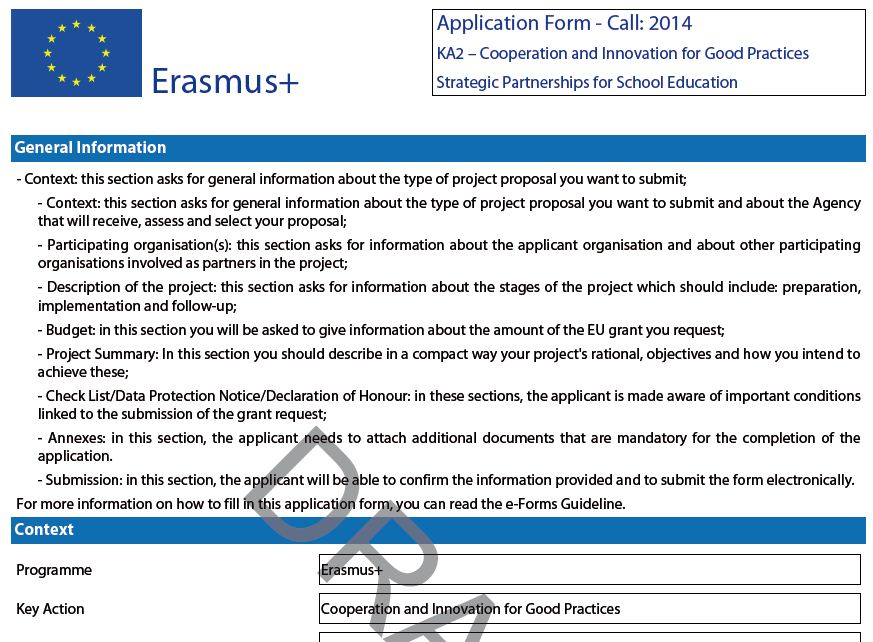 Erasmus+
Application Form - Call: 2014
KA2 – Cooperation and Innovation for Good Practices
Strategic Partnerships for School Education
General Information
- Context: this section asks for general information about the type of project proposal you want to submit;
- Context: this section asks for general information about the type of project proposal you want to submit and about the Agency
that will receive, assess and select your proposal;
- Participating organisation(s): this section asks for information about the applicant organisation and about other participating
organisations involved as partners in the project;
- Description of the project: this section asks for information about the stages of the project which should include: preparation,
implementation and follow-up;
- Budget: in this section you will be asked to give information about the amount of the EU grant you request;
- Project Summary: In this section you should describe in a compact way your project's rational, objectives and how you intend to
achieve these;
- Check List/Data Protection Notice/Declaration of Honour: in these sections, the applicant is made aware of important conditions
linked to the submission of the grant request;
- Annexes: in this section, the applicant needs to attach additional documents that are mandatory for the completion of the
application.
- Submission: in this section, the applicant will be able to confirm the information provided and to submit the form electronically.
For more information on how to fill in this application form, you can read the e-Forms Guideline.
Context
Programme
Erasmus+
Key Action
Cooperation and Innovation for Good Practices
DRA